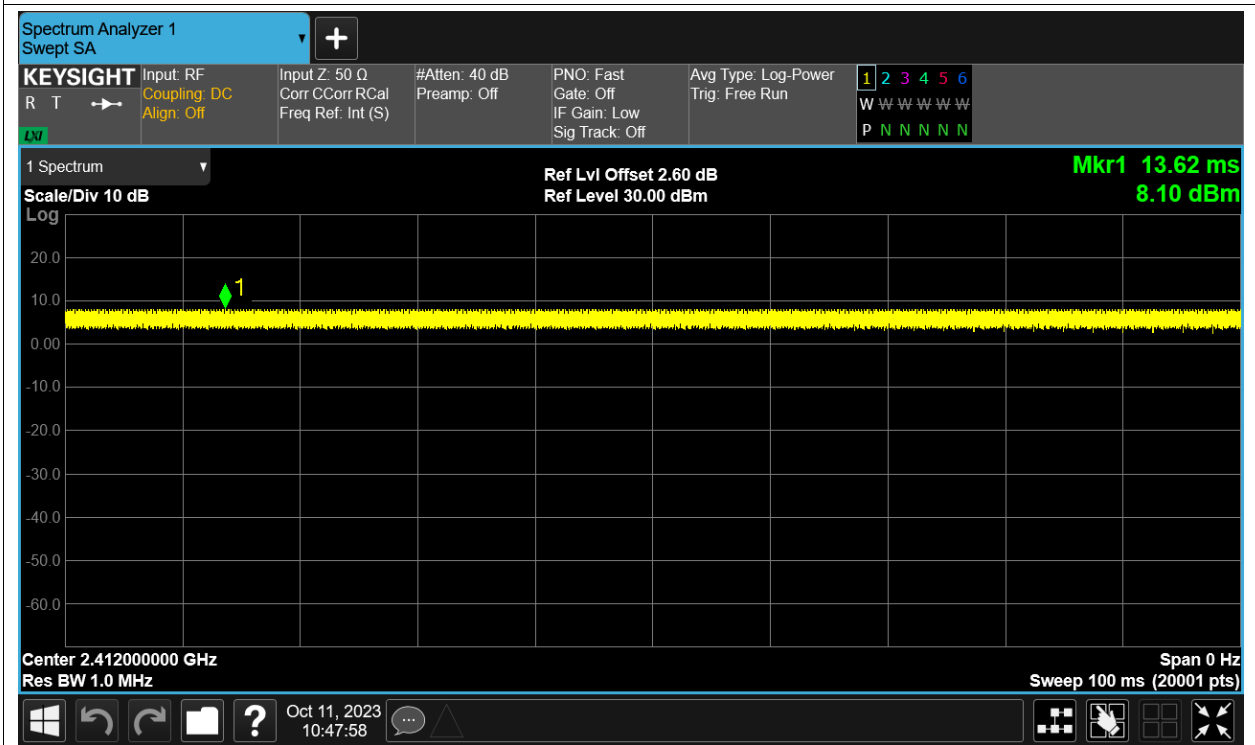 Spectrum Analyzer 1
Swept SA
KEYSIGHT
R T
LXI
Input: RF
Coupling: DC
Align: Off
Input Z: 50 Ω
Corr CCorr RCal
Freq Ref: Int (S)
#Atten: 40 dB
Preamp: Off
PNO: Fast
Gate: Off
IF Gain: Low
Sig Track: Off
Avg Type: Log-Power
Trig: Free Run
1 2 3 4 5 6
W W W W W W
P N N N N N
1 Spectrum
Scale/Div 10 dB
Ref Lvl Offset 2.60 dB
Ref Level 30.00 dBm
Mkr1 13.62 ms
8.10 dBm
Log
20.0
1
10.0
0.00
-10.0
-20.0
-30.0
-40.0
-50.0
-60.0
Center 2.412000000 GHz
Res BW 1.0 MHz
Span 0 Hz
Sweep 100 ms (20001 pts)
?
Oct 11, 2023
10:47:58